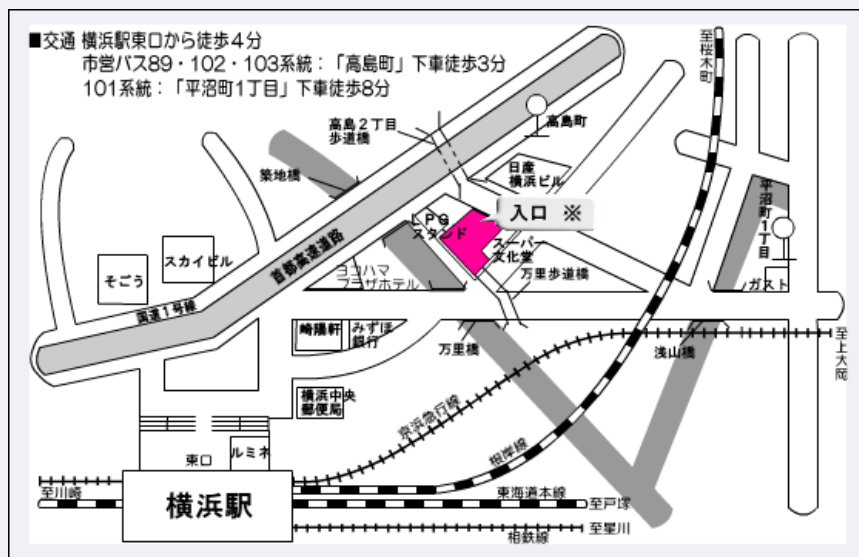 ■交通 横浜駅東口から徒歩4分
市営バス89・102・103系統:「高島町」下車徒歩3分
101系統:「平沼町1丁目」下車徒歩8分
至桜木町
高島2丁目
歩道橋
高島町
築地橋
日産
横浜ビル
平沼町1丁目
入口 ※
LPG
スタンド
スーパー
文化堂
スカイビル
そごう
首都高速道路
ヨコハマ
プラザホテル
万里歩道橋
ガスト
国道1号線
崎陽軒
みずほ
銀行
万里橋
浅山橋
至上大岡
横浜中央
郵便局
京浜急行線
根岸線
東口
ルミネ
至川崎
横浜駅
東海道本線
至戸塚
相鉄線
至星川